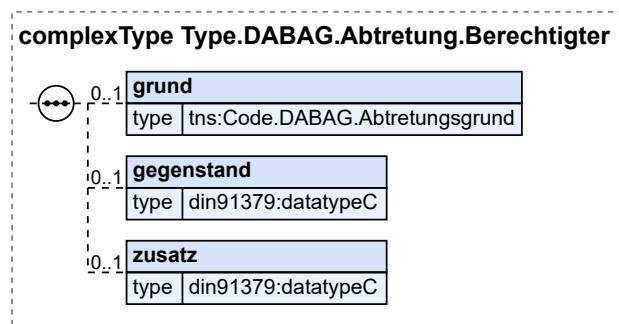 complexType Type.DABAG.Abtretung.Berechtigter
0..1 grund
type tns:Code.DABAG.Abtretungsgrund
0..1 gegenstand
type din91379:datatypeC
0..1 zusatz
type din91379:datatypeC